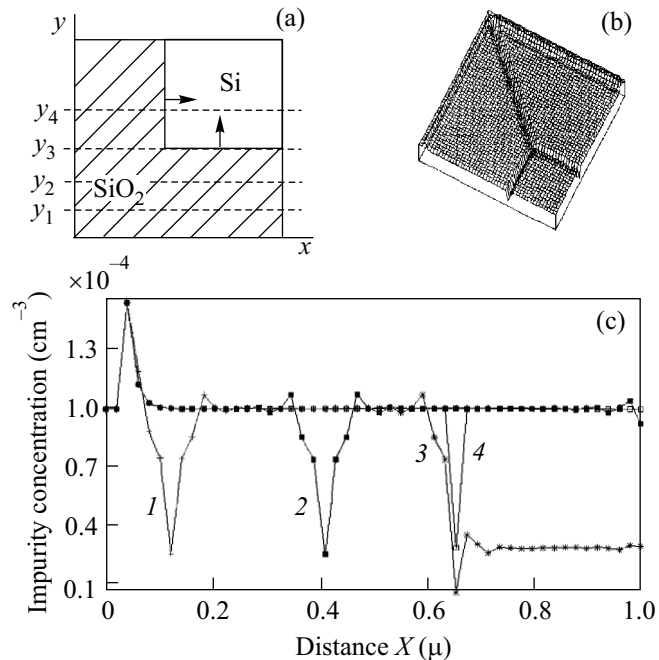 (a)
(b)
y
Si
y4
y3
SiO2
y2
y1
x
×10–4
(c)
Impurity concentration (cm–3)
1.3
1.0
0.7
0.4
0.1
1
2
3
4
0
0.2
0.4
0.6
0.8
1.0
Distance X (μ)